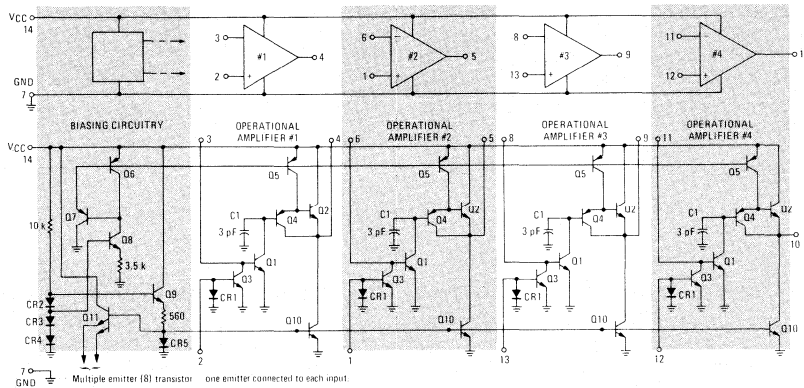 VCC
14
3
2
#1
4
6
1
#2
5
8
13
#3
9
11
12
#4
1
GND
7
BIASING CIRCUITRY
OPERATIONAL
AMPLIFIER #1
OPERATIONAL
AMPLIFIER #2
OPERATIONAL
AMPLIFIER #3
OPERATIONAL
AMPLIFIER #4
3
4
6
5
8
9
11
VCC
14
Q6
Q5
Q5
Q5
Q5
Q7
Q2
Q2
Q2
Q2
10 k
Q8
C1
3 pF
Q4
C1
3 pF
Q4
C1
3 pF
Q4
C1
3 pF
Q4
10
3.5 k
Q1
Q1
Q1
Q1
Q9
Q3
Q3
Q3
Q3
CR2
CR3
CR4
Q11
560
CR1
CR1
CR1
CR1
CR5
Q10
Q10
Q10
Q10
2
1
13
12
7
GND
Multiple emitter (8) transistor one emitter connected to each input.